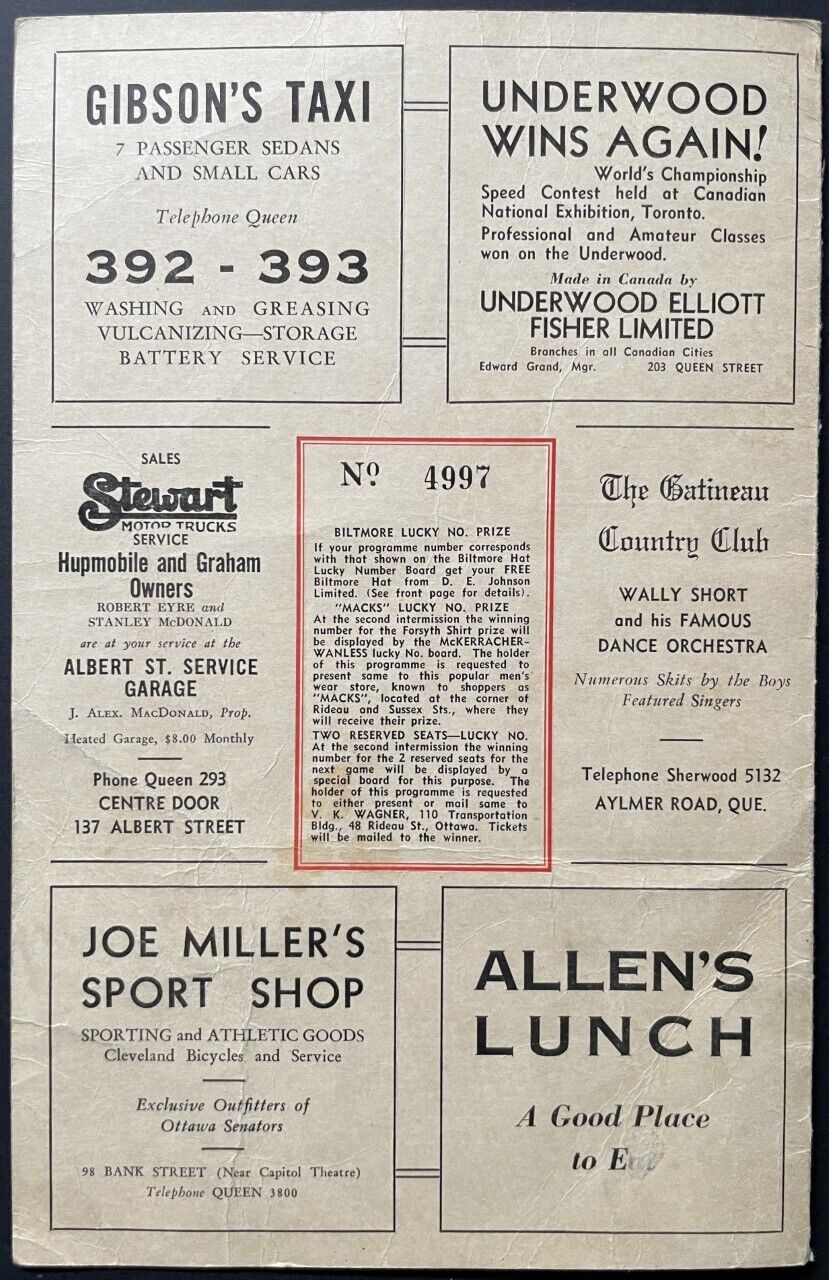 GIBSON'S TAXI
7 PASSENGER SEDANS
AND SMALL CARS
Telephone Queen
392 - 393
WASHING AND GREASING
VULCANIZING—STORAGE
BATTERY SERVICE
UNDERWOOD
WINS AGAIN!
World's Championship
Speed Contest held at Canadian
National Exhibition, Toronto.
Professional and Amateur Classes
won on the Underwood.
Made in Canada by
UNDERWOOD ELLIOTT
FISHER LIMITED
Branches in all Canadian Cities
Edward Grand, Mgr. 203 QUEEN STREET
SALES
Stewart
MOTOR TRUCKS
SERVICE
Hupmobile and Graham
Owners
ROBERT EYRE and
STANLEY McDONALD
are at your service at the
ALBERT ST. SERVICE
GARAGE
J. ALEX. MACDONALD, Prop.
Heated Garage, $8.00 Monthly
Phone Queen 293
CENTRE DOOR
137 ALBERT STREET
Nº 4997
BILTMORE LUCKY NO. PRIZE
If your programme number corresponds
with that shown on the Biltmore Hat
Lucky Number Board get your FREE
Biltmore Hat from D. E. Johnson
Limited. (See front page for details).
"MACKS" LUCKY NO. PRIZE
At the second intermission the winning
number for the Forsyth Shirt prize will
be displayed by the McKERRACHER-
WANLESS lucky No. board. The holder
of this programme is requested to
present same to this popular men's
wear store, known to shoppers as
"MACKS", located at the corner of
Rideau and Sussex Sts., where they
will receive their prize.
TWO RESERVED SEATS—LUCKY NO.
At the second intermission the winning
number for the 2 reserved seats for the
next game will be displayed by a
special board for this purpose. The
holder of this programme is requested
to either present or mail same to
V. K. WAGNER, 110 Transportation
Bldg., 48 Rideau St., Ottawa. Tickets
will be mailed to the winner.
The Gatineau
Country Club
WALLY SHORT
and his FAMOUS
DANCE ORCHESTRA
Numerous Skits by the Boys
Featured Singers
Telephone Sherwood 5132
AYLMER ROAD, QUE.
JOE MILLER'S
SPORT SHOP
SPORTING and ATHLETIC GOODS
Cleveland Bicycles and Service
Exclusive Outfitters of
Ottawa Senators
98 BANK STREET (Near Capitol Theatre)
Telephone QUEEN 3800
ALLEN'S
LUNCH
A Good Place
to